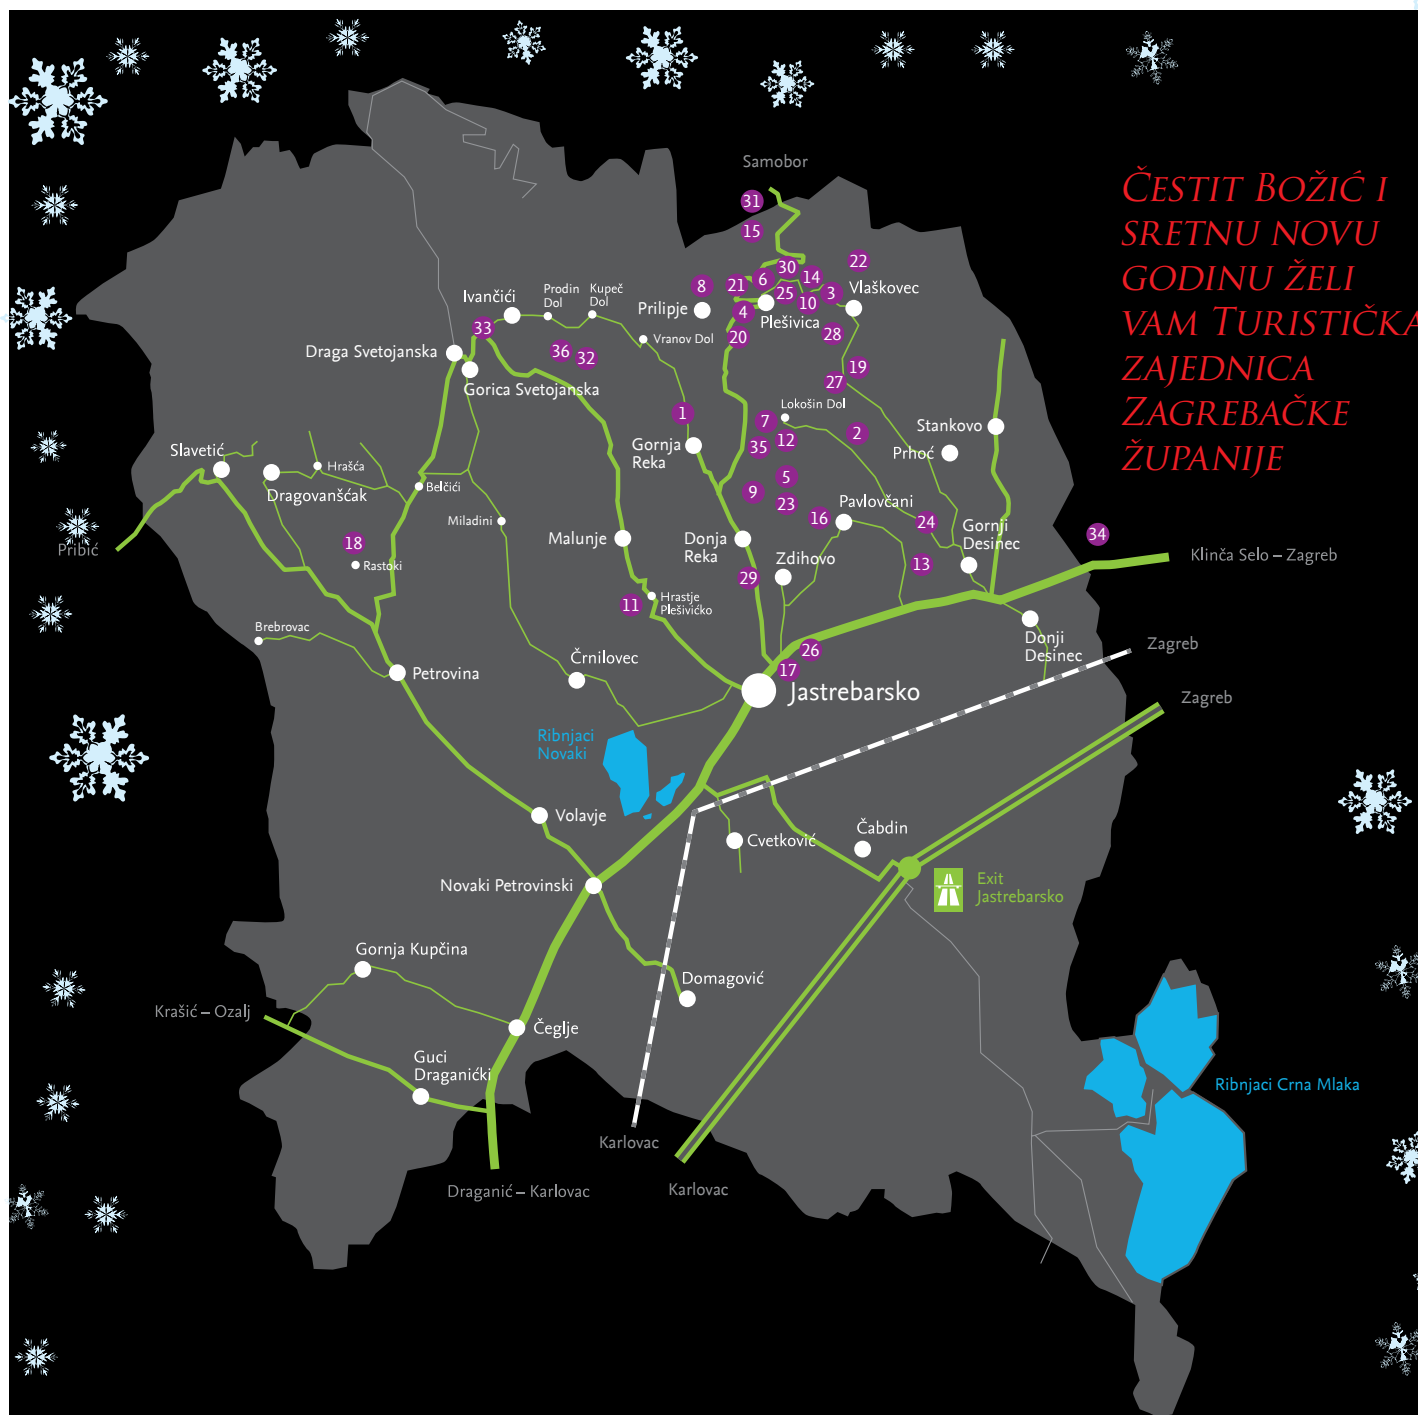 Samobor
ČESTIT BOŽIĆ I
SRETNU NOVU
GODINU ŽELI
VAM TURISTIČKA
ZAJEDNICA
ZAGREBAČKE
ŽUPANIJE
31
15
22
30
14
6
21
8
25
3
10
Vlaškovec
Ivančići
Prodin
Dol
Kupeč
Dol
Prilipje
4
Plešivica
33
20
28
Vranov Dol
Draga Svetojanska
36
32
19
27
Gorica Svetojanska
Lokošin Dol
1
7
2
Stankovo
12
35
Gornja
Reka
Prhoć
Slavetić
Hrašća
5
Dragovanšćak
Belčići
9
23
Pavlovčani
16
24
Miladini
Gornji
Desinec
34
Pribić
18
Malunje
Donja
Reka
Klinča Selo – Zagreb
Rastoki
Zdihovo
13
29
11
Hrastje
Plešivičko
Brebrovac
Donji
Desinec
Zagreb
26
Črnilovec
17
Petrovina
Jastrebarsko
Zagreb
Ribnjaci
Novaki
Volavje
Čabdin
Cvetković
Novaki Petrovinski
Exit
Jastrebarsko
Gornja Kupčina
Domagović
Krašić – Ozalj
Čeglje
Guci
Draganićki
Ribnjaci Crna Mlaka
Karlovac
Draganić – Karlovac
Karlovac